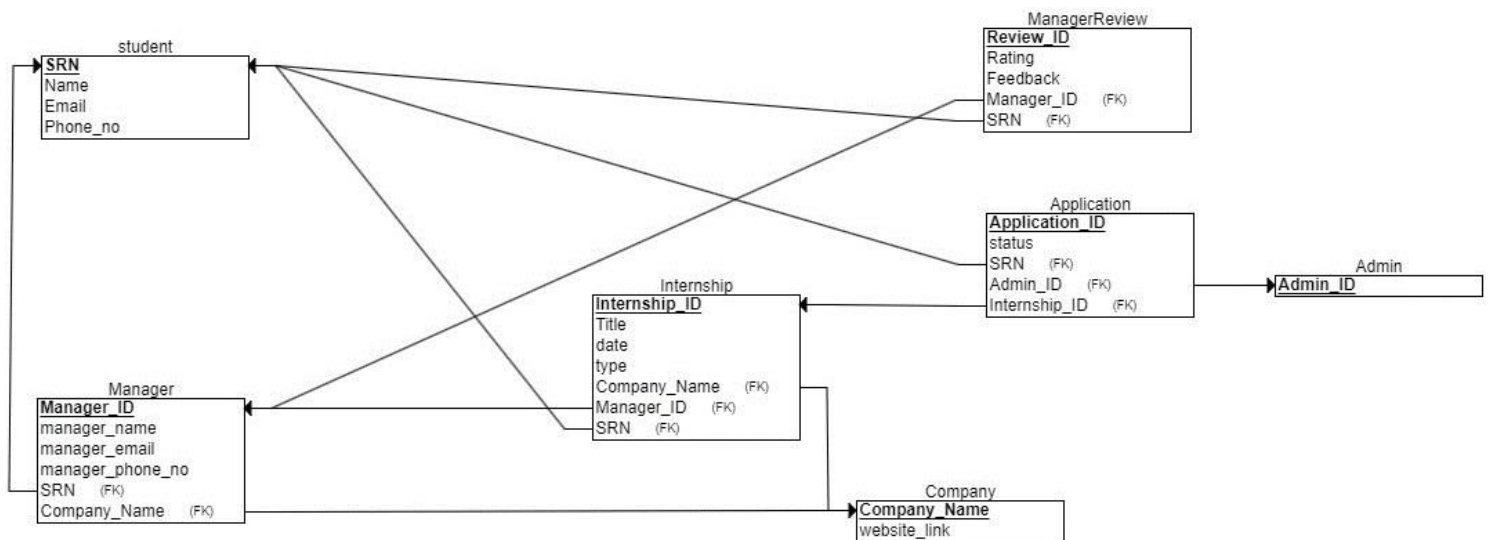 student
SRN
Name
Email
Phone_no
ManagerReview
Review_ID
Rating
Feedback
Manager_ID (FK)
SRN (FK)
Application
Application_ID
status
SRN (FK)
Admin_ID (FK)
Internship_ID (FK)
Admin
Admin_ID
Internship
Internship_ID
Title
date
type
Company_Name (FK)
Manager_ID (FK)
SRN (FK)
Manager
Manager_ID
manager_name
manager_email
manager_phone_no
SRN (FK)
Company_Name (FK)
Company
Company_Name
website_link